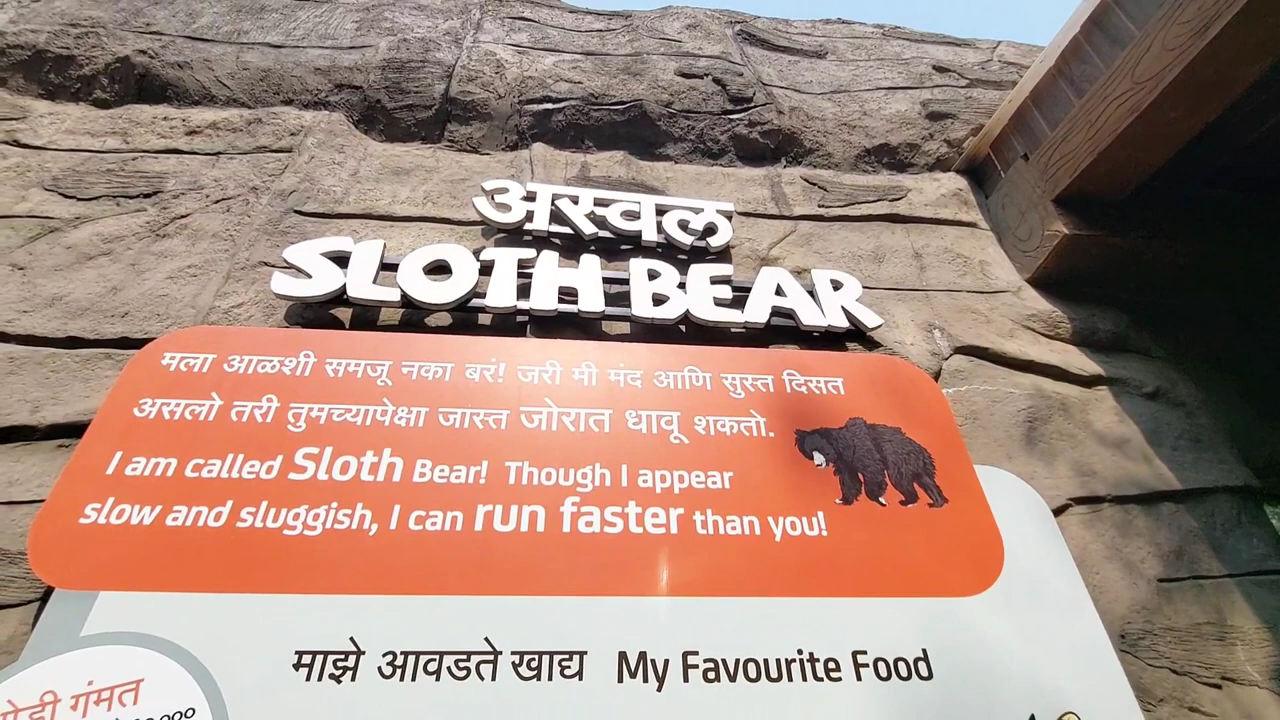 अस्वल
SLOTH BEAR
मला आळशी समजू नका बरं! जरी मी मंद आणि सुस्त दिसत
असलो तरी तुमच्यापेक्षा जास्त जोरात धावू शकतो.
I am called Sloth Bear! Though I appear
slow and sluggish, I can run faster than you!
माझे आवडते खाद्य My Favourite Food
गंमत